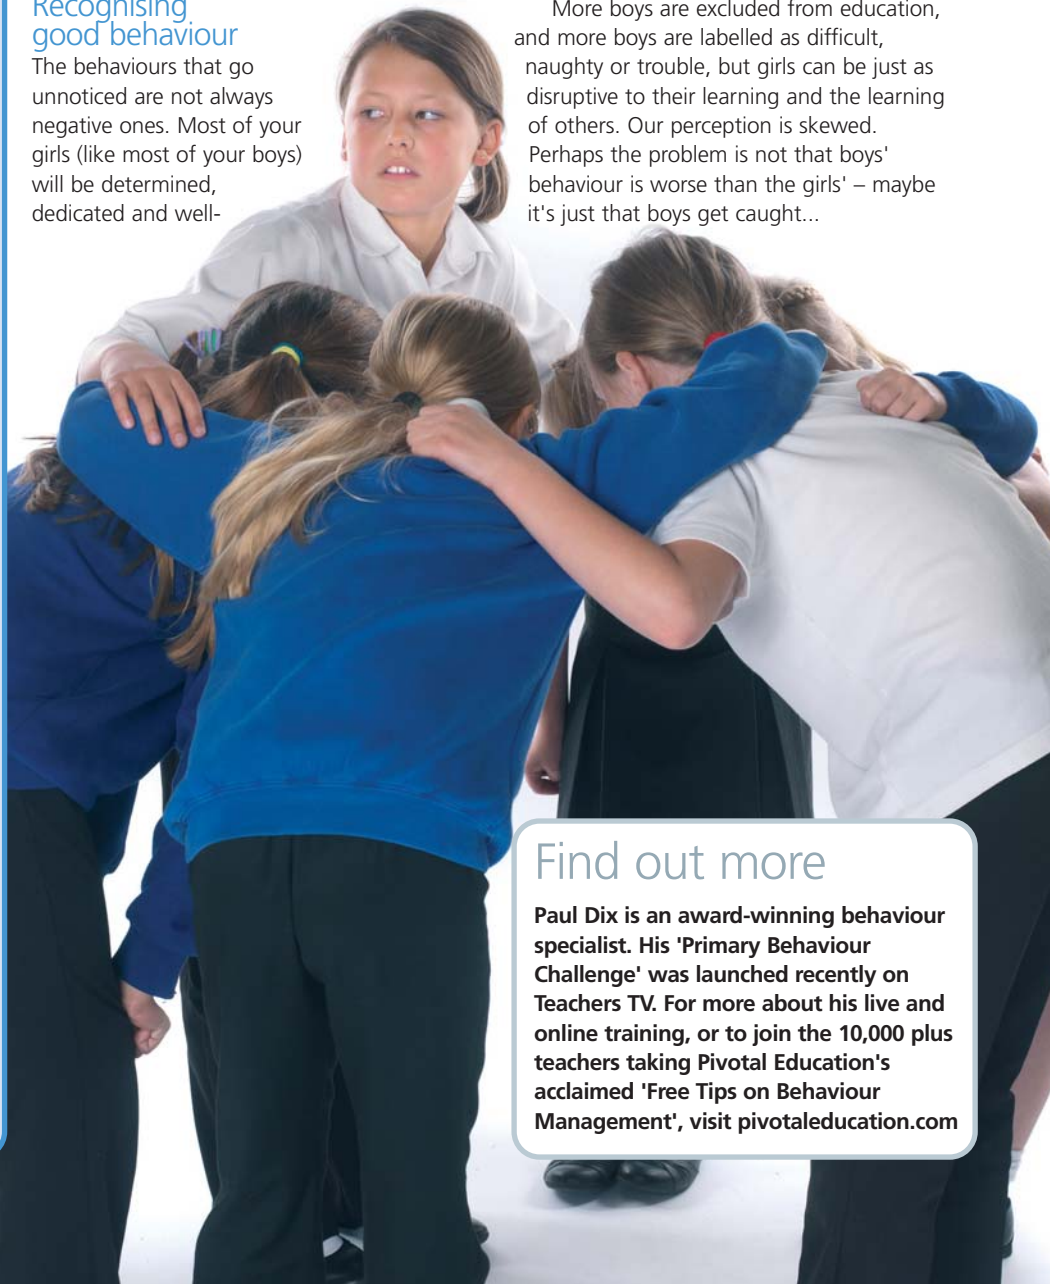 Recognising
good behaviour
The behaviours that go
unnoticed are not always
negative ones. Most of your
girls (like most of your boys)
will be determined,
dedicated and well-
More boys are excluded from education,
and more boys are labelled as difficult,
naughty or trouble, but girls can be just as
disruptive to their learning and the learning
of others. Our perception is skewed.
Perhaps the problem is not that boys'
behaviour is worse than the girls' – maybe
it's just that boys get caught...
Find out more
Paul Dix is an award-winning behaviour
specialist. His 'Primary Behaviour
Challenge' was launched recently on
Teachers TV. For more about his live and
online training, or to join the 10,000 plus
teachers taking Pivotal Education's
acclaimed 'Free Tips on Behaviour
Management', visit pivotaleducation.com